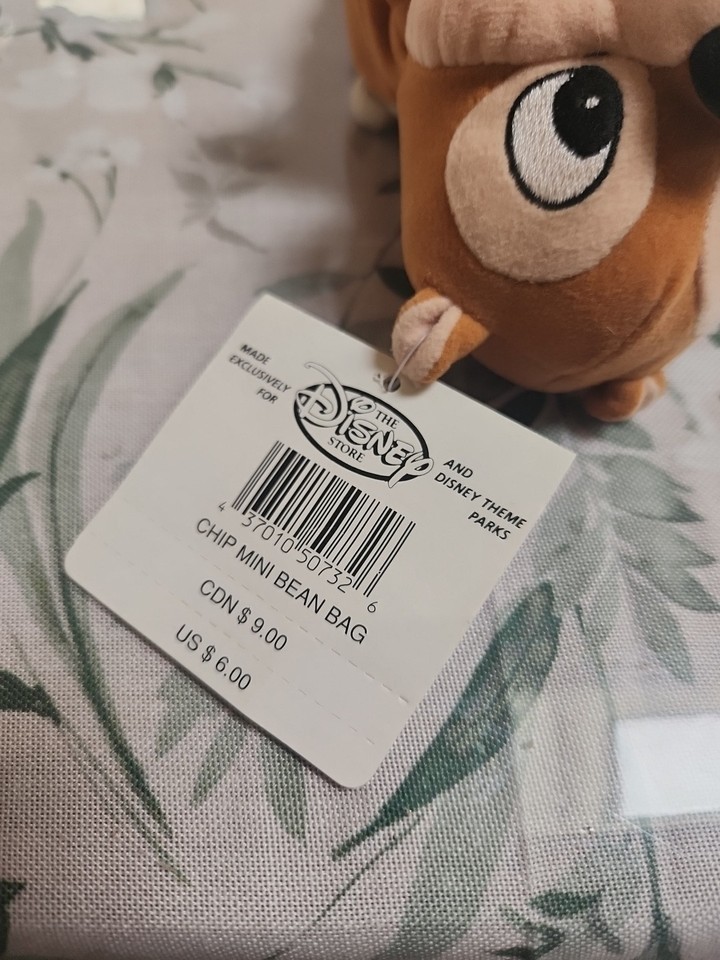 MADE
EXCLUSIVELY
FOR
THE
DISNEY
STORE
AND
DISNEY THEME
PARKS
4 37010 50732 6
CHIP MINI BEAN BAG
CDN $ 9.00
US $ 6.00